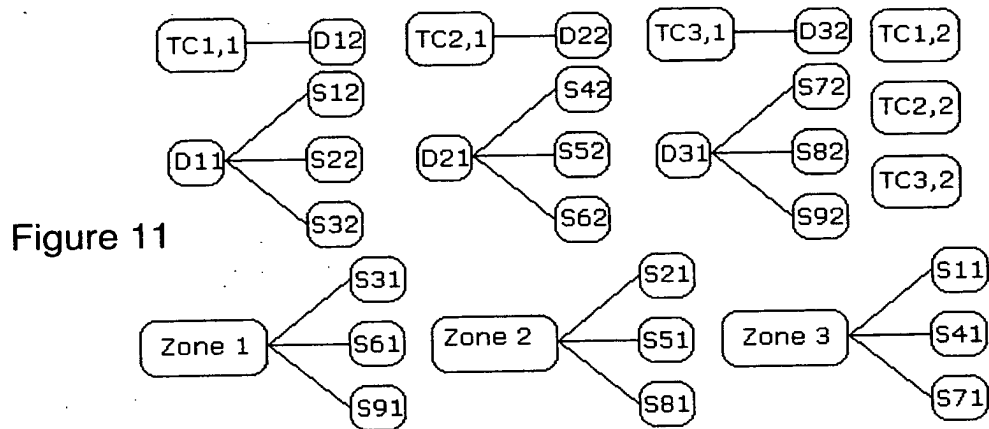 TC1,1 D12 TC2,1 D22 TC3,1 D32 TC1,2
S12 S42 S72
TC2,2
D11 S22 D21 S52 D31 S82
TC3,2
S32 S62 S92
Figure 11
S31 S21 S11
Zone 1 S61 Zone 2 S51 Zone 3 S41
S91 S81 S71